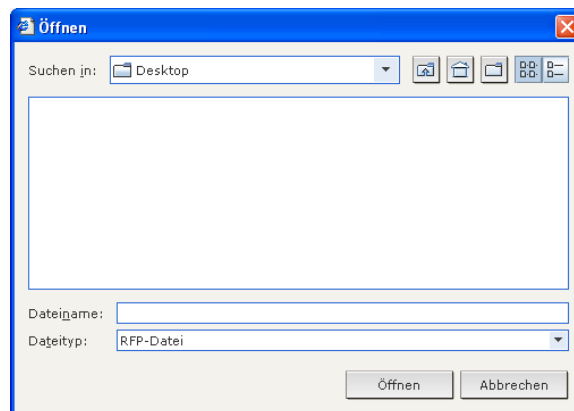 Öffnen
Suchen in: Desktop
Dateiname:
Dateityp: RFP-Datei
Öffnen Abbrechen